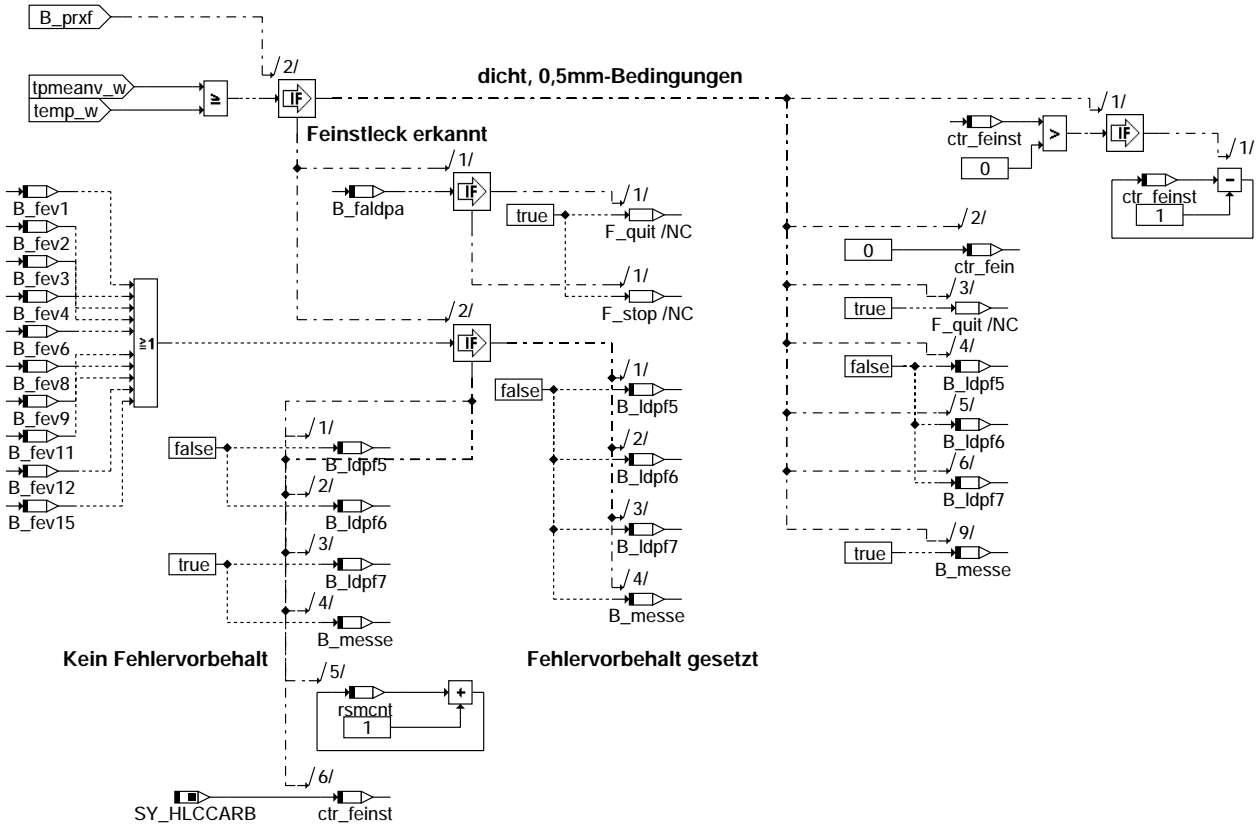 B_prxf
2/
tpmeanv_w
temp_w
≥
IF
dicht, 0,5mm-Bedingungen
1/
ctr_feinst
>
IF
0
1/
ctr_feinst
-
1
Feinstleck erkannt
1/
B_faldpa
IF
1/
true
F_quit /NC
1/
F_stop /NC
2/
0
ctr_fein
3/
true
F_quit /NC
4/
false
B_ldpf5
5/
B_ldpf6
6/
B_ldpf7
9/
true
B_messe
B_fev1
B_fev2
B_fev3
B_fev4
B_fev6
B_fev8
B_fev9
B_fev11
B_fev12
B_fev15
≥1
2/
IF
1/
false
B_ldpf5
2/
B_ldpf6
3/
B_ldpf7
4/
B_messe
1/
false
B_ldpf5
2/
B_ldpf6
3/
true
B_ldpf7
4/
B_messe
Kein Fehlervorbehalt
Fehlervorbehalt gesetzt
5/
rsmcnt
+
1
6/
SY_HLCCARB
ctr_feinst